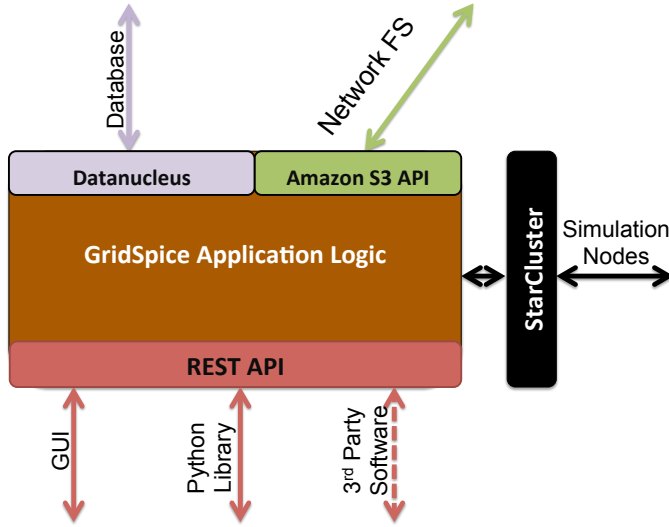 Database
Network FS
Datanucleus
Amazon S3 API
GridSpice Application Logic
StarCluster
Simulation
Nodes
REST API
GUI
Python
Library
3rd Party
Software